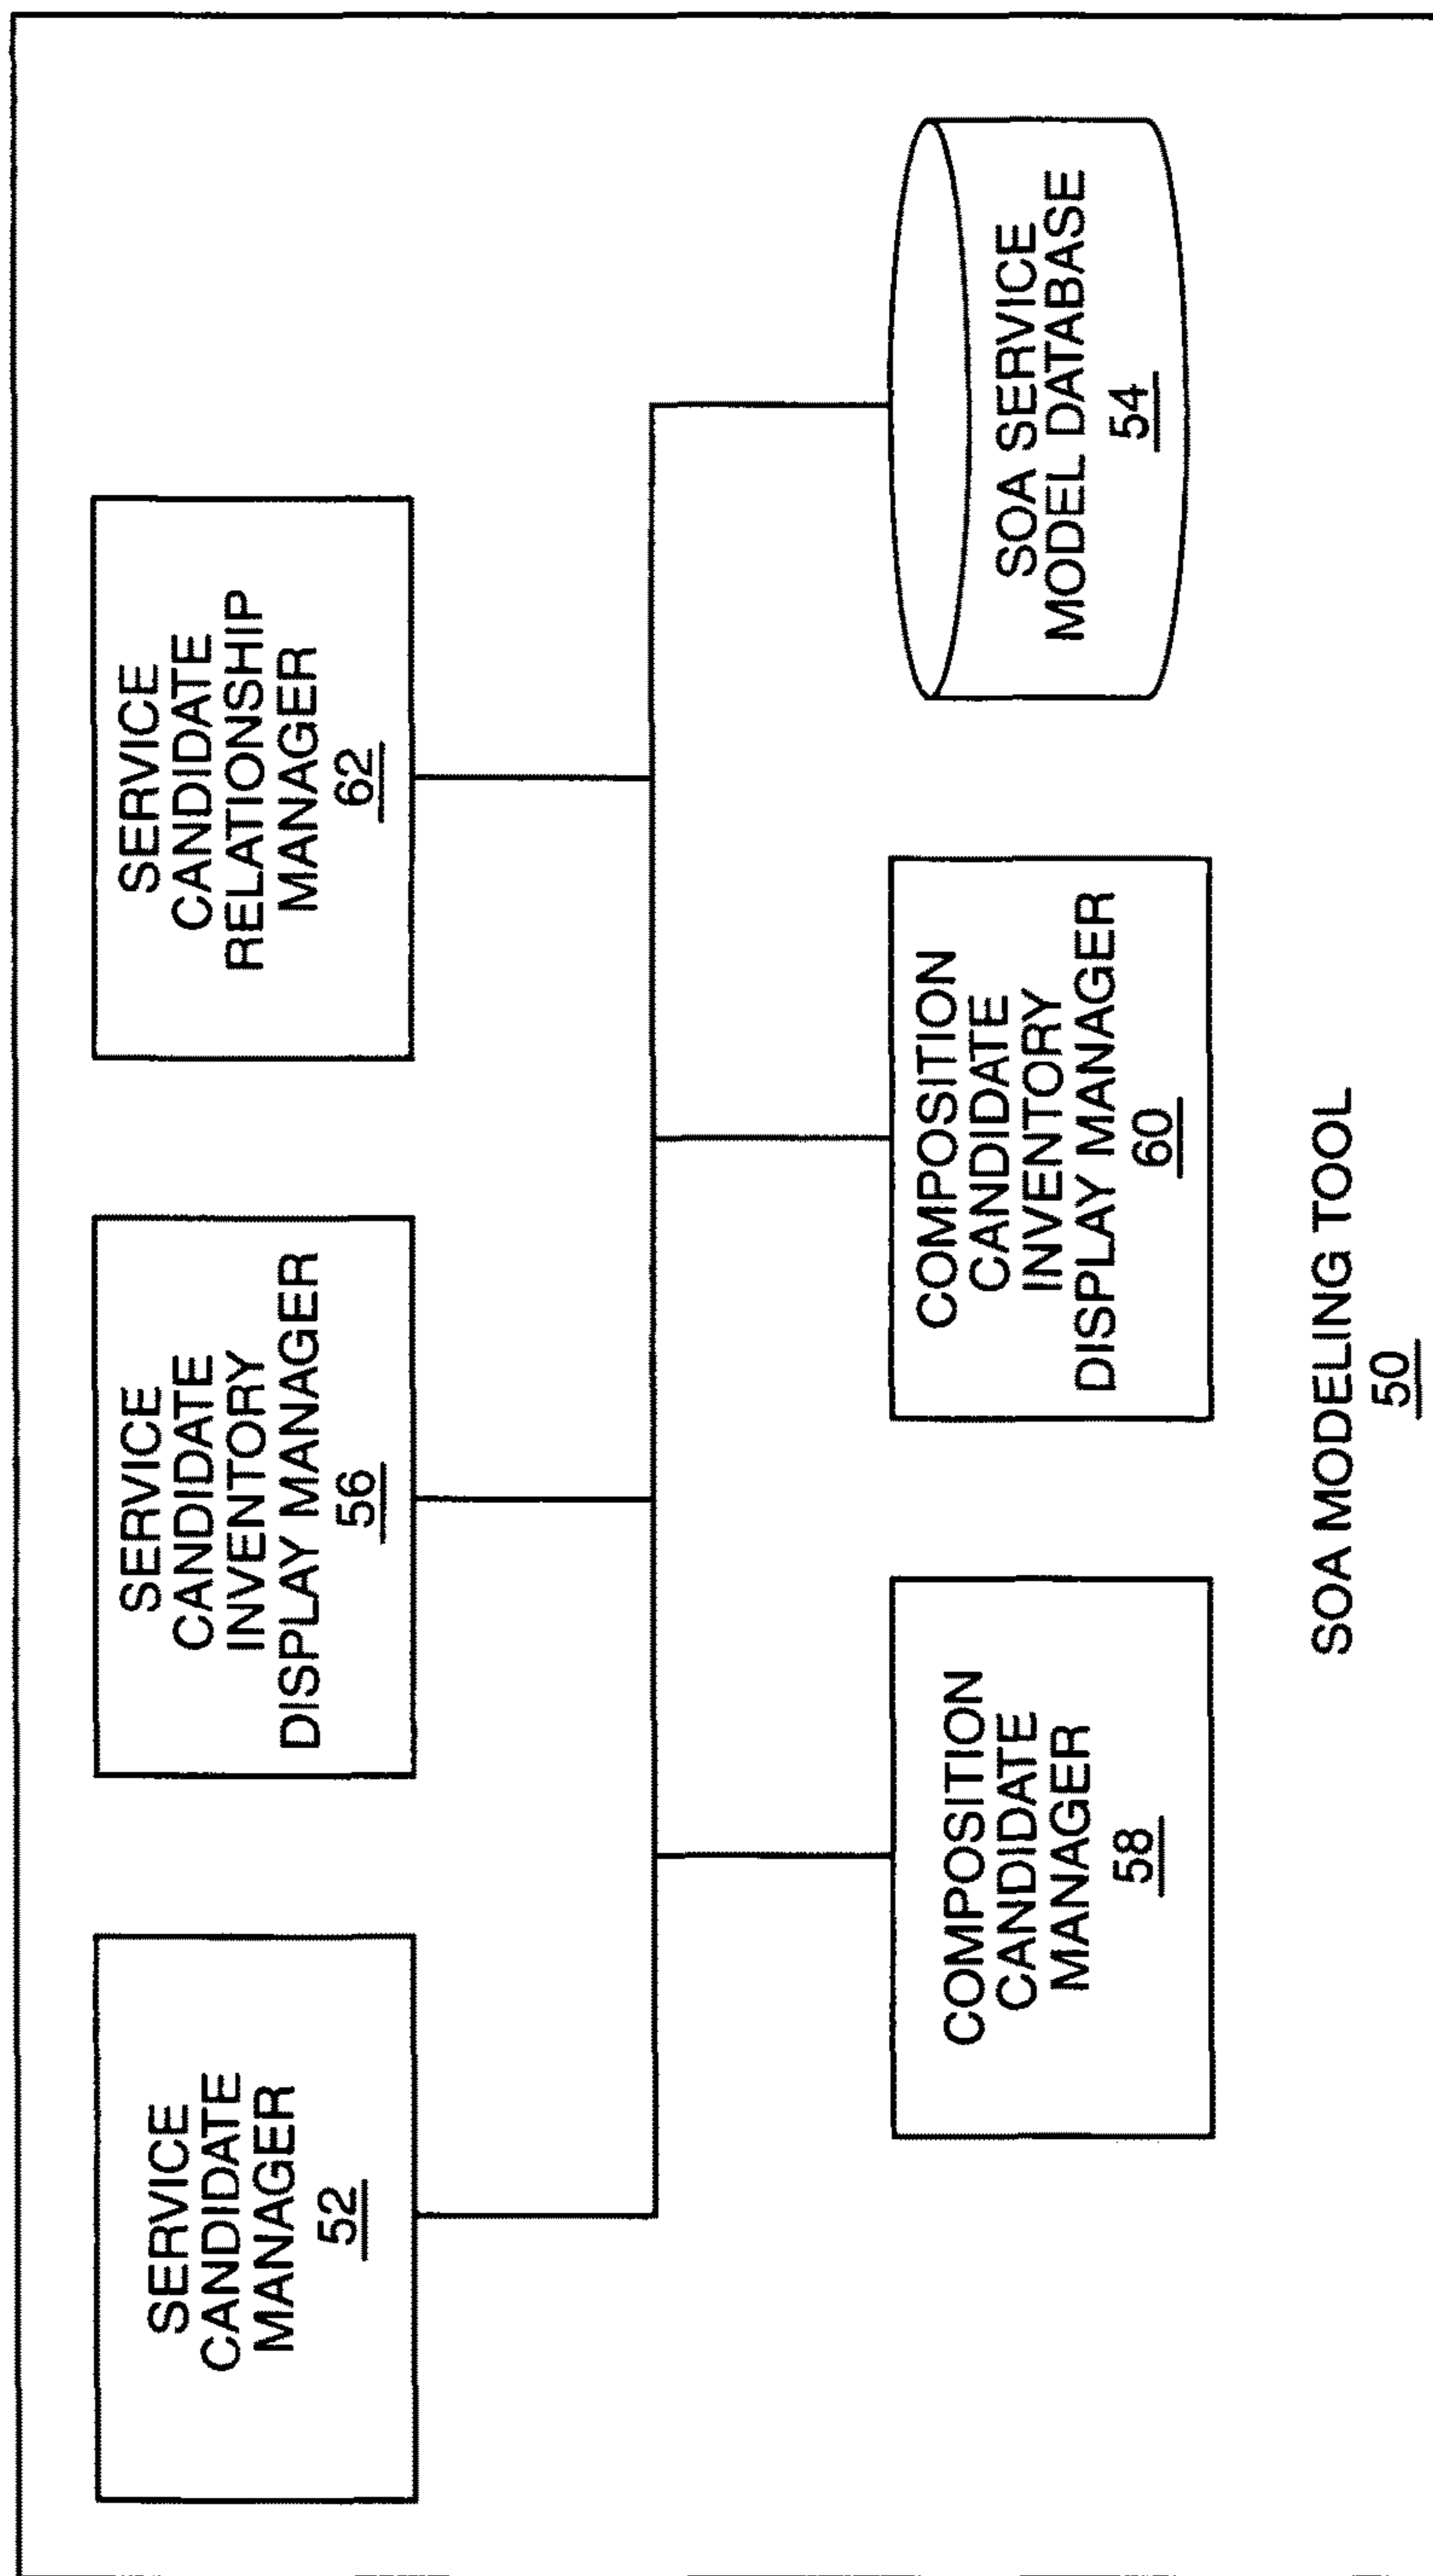 SERVICE
CANDIDATE
MANAGER
52
SERVICE
CANDIDATE
INVENTORY
DISPLAY MANAGER
56
SERVICE
CANDIDATE
RELATIONSHIP
MANAGER
62
COMPOSITION
CANDIDATE
MANAGER
58
COMPOSITION
CANDIDATE
INVENTORY
DISPLAY MANAGER
60
SOA SERVICE
MODEL DATABASE
54
SOA MODELING TOOL
50